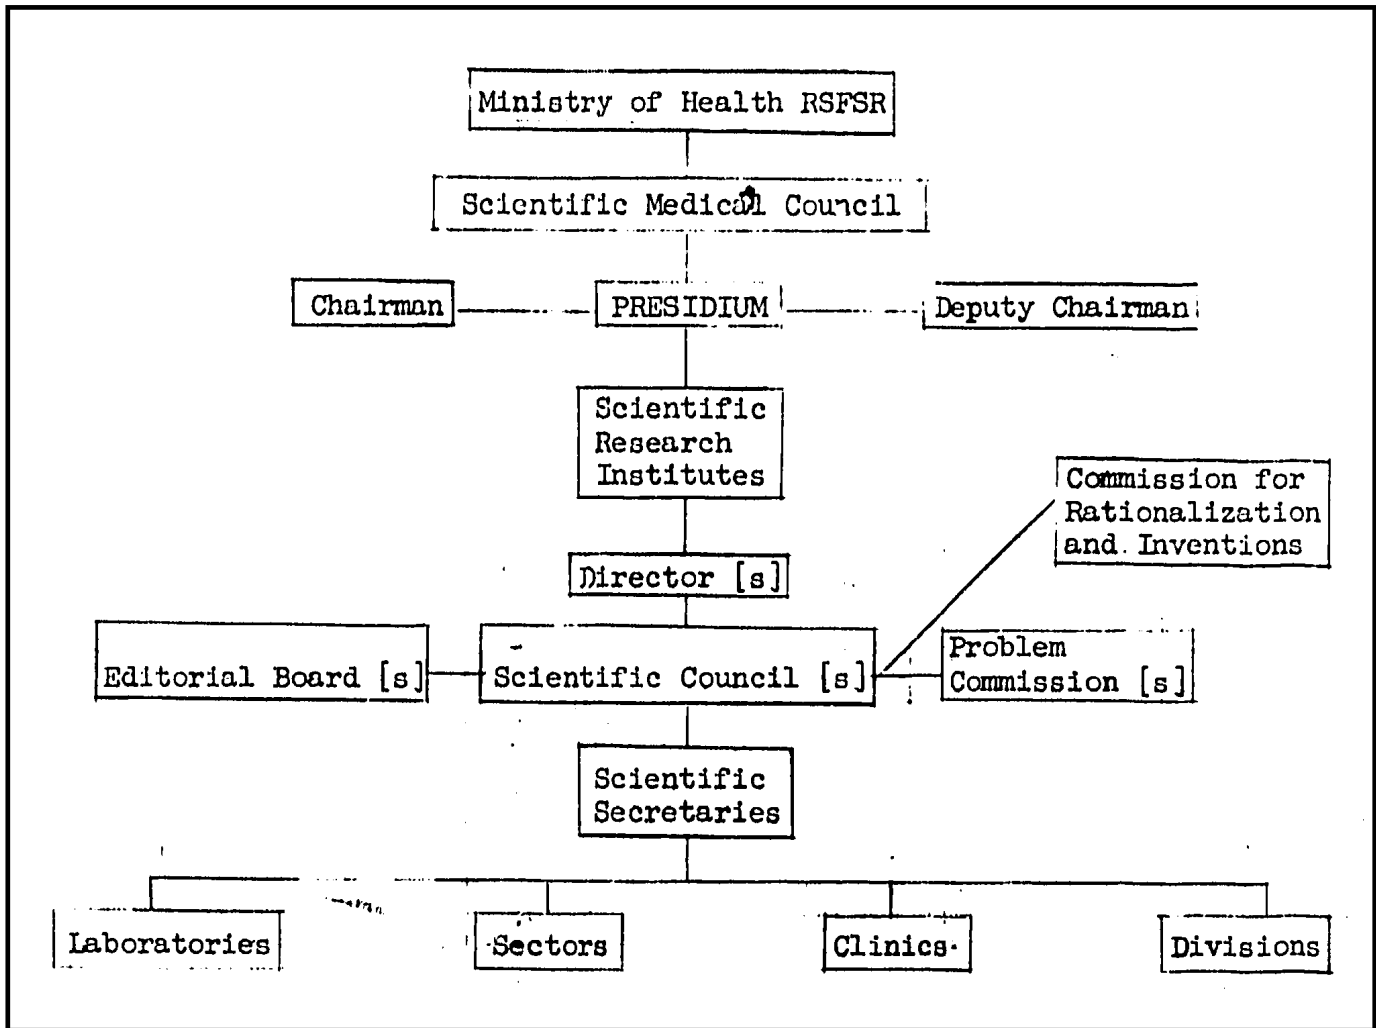 Ministry of Health RSFSR
Scientific Medical Council
Chairman
PRESIDIUM
Deputy Chairman
Scientific
Research
Institutes
Commission for
Rationalization
and Inventions
Director [s]
Editorial Board [s]
Scientific Council [s]
Problem
Commission [s]
Scientific
Secretaries
Laboratories
Sectors
Clinics
Divisions